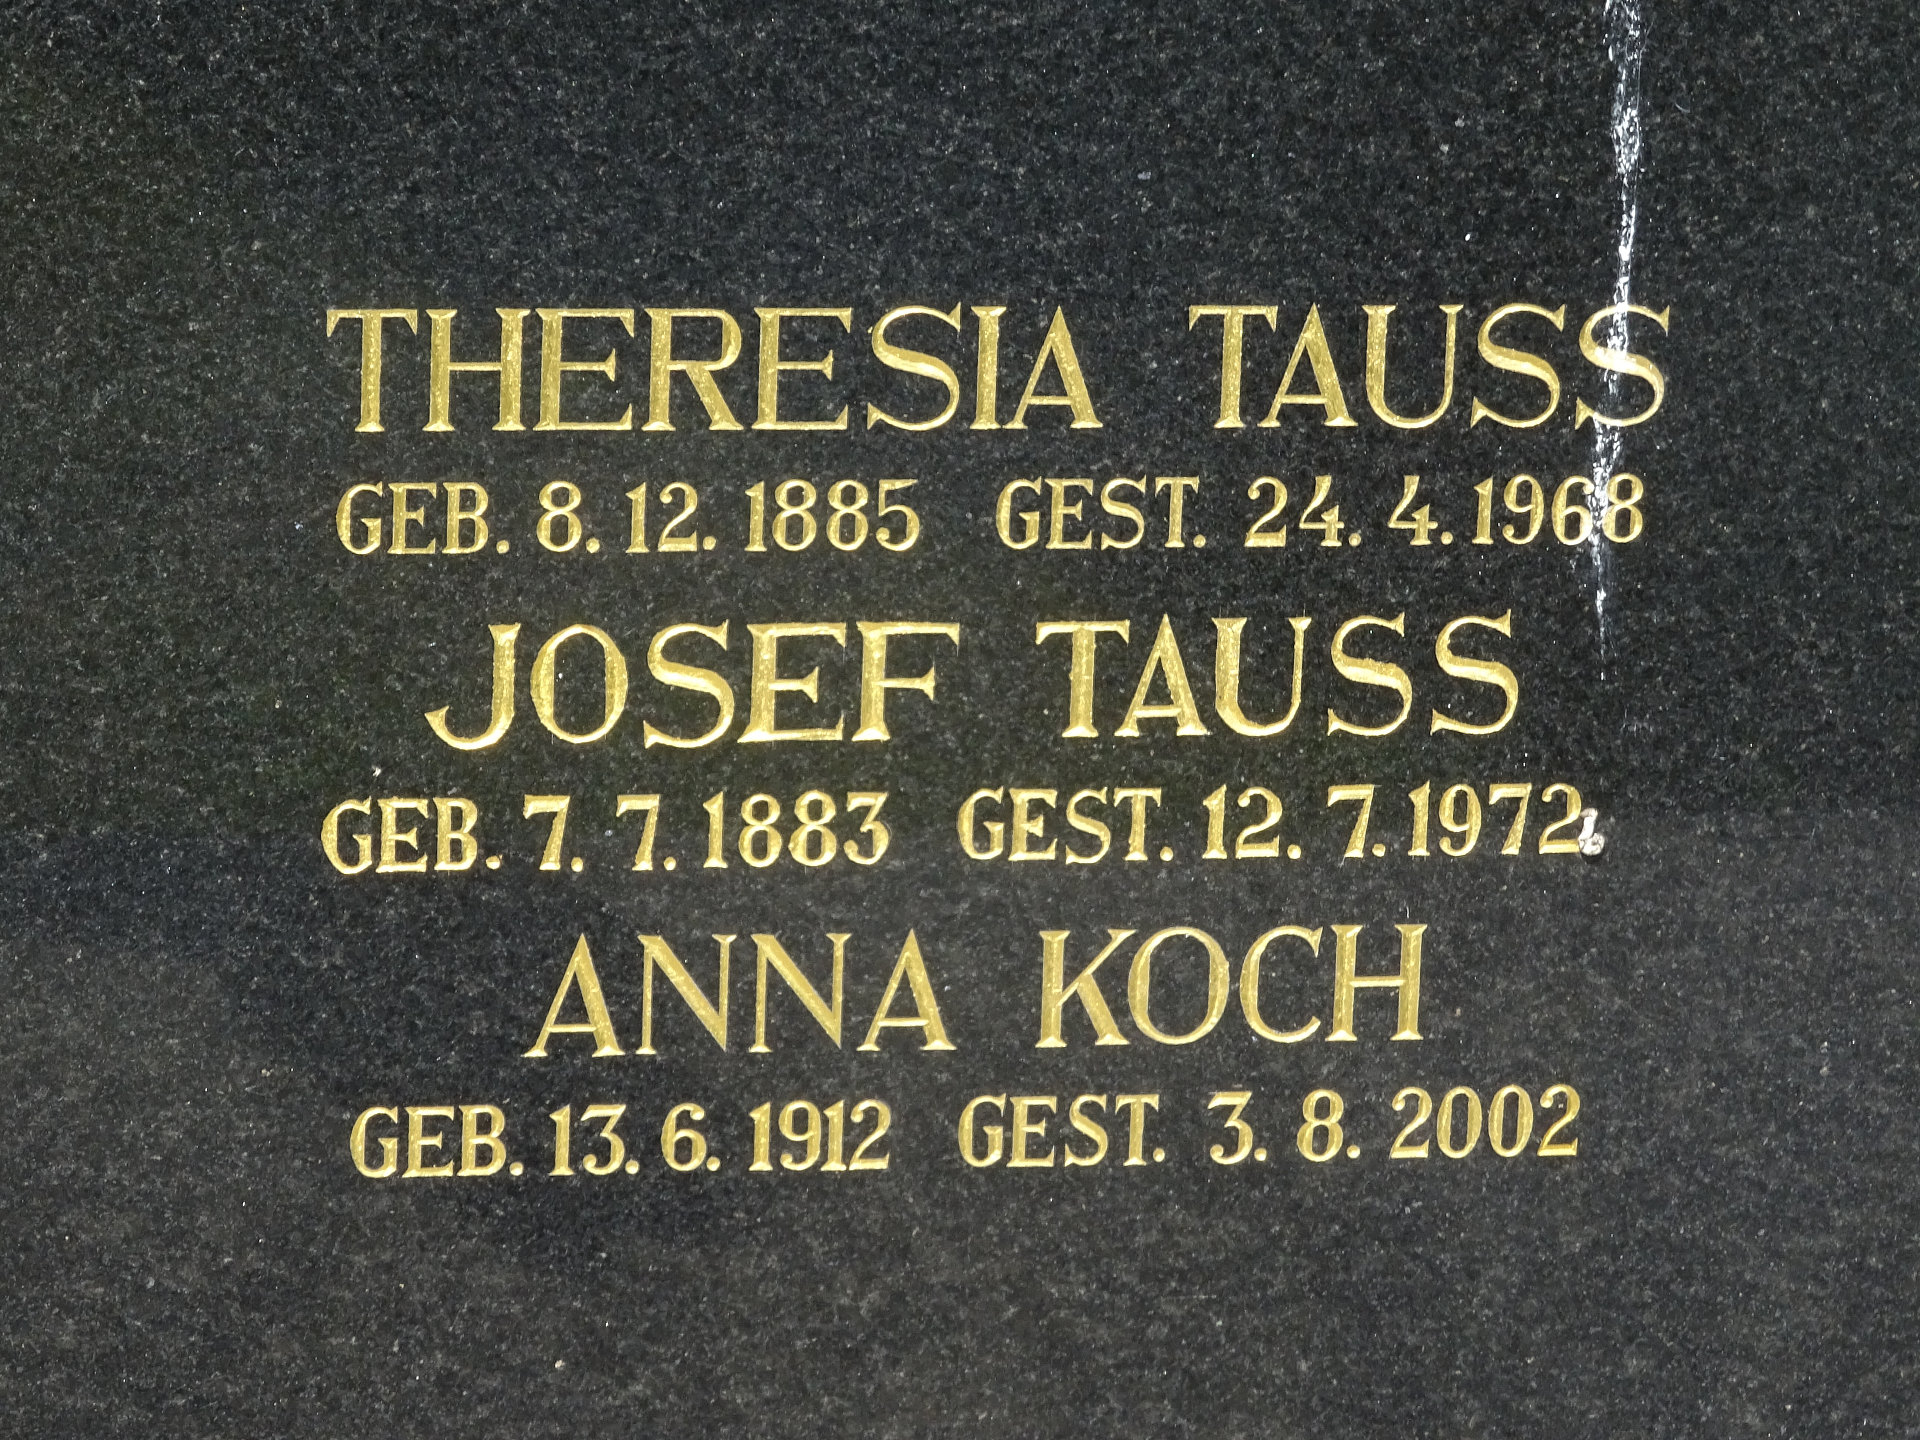 THERESIA TAUSS
GEB. 8. 12. 1885 GEST. 24. 4. 1968
JOSEF TAUSS
GEB. 7. 7. 1883 GEST. 12. 7. 1972
ANNA KOCH
GEB. 13. 6. 1912 GEST. 3. 8. 2002